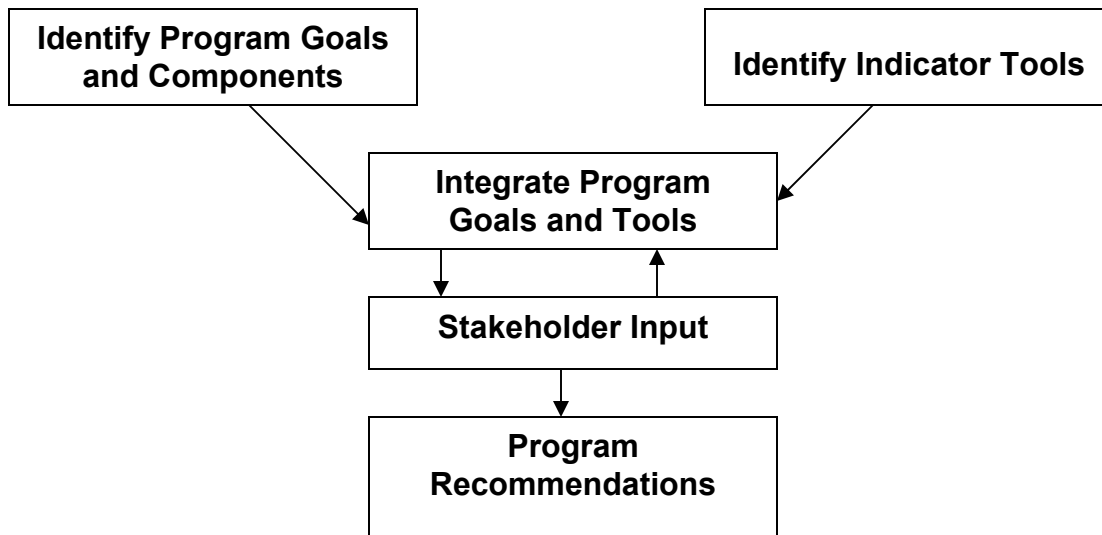 Identify Program Goals
and Components
Identify Indicator Tools
Integrate Program
Goals and Tools
Stakeholder Input
Program
Recommendations